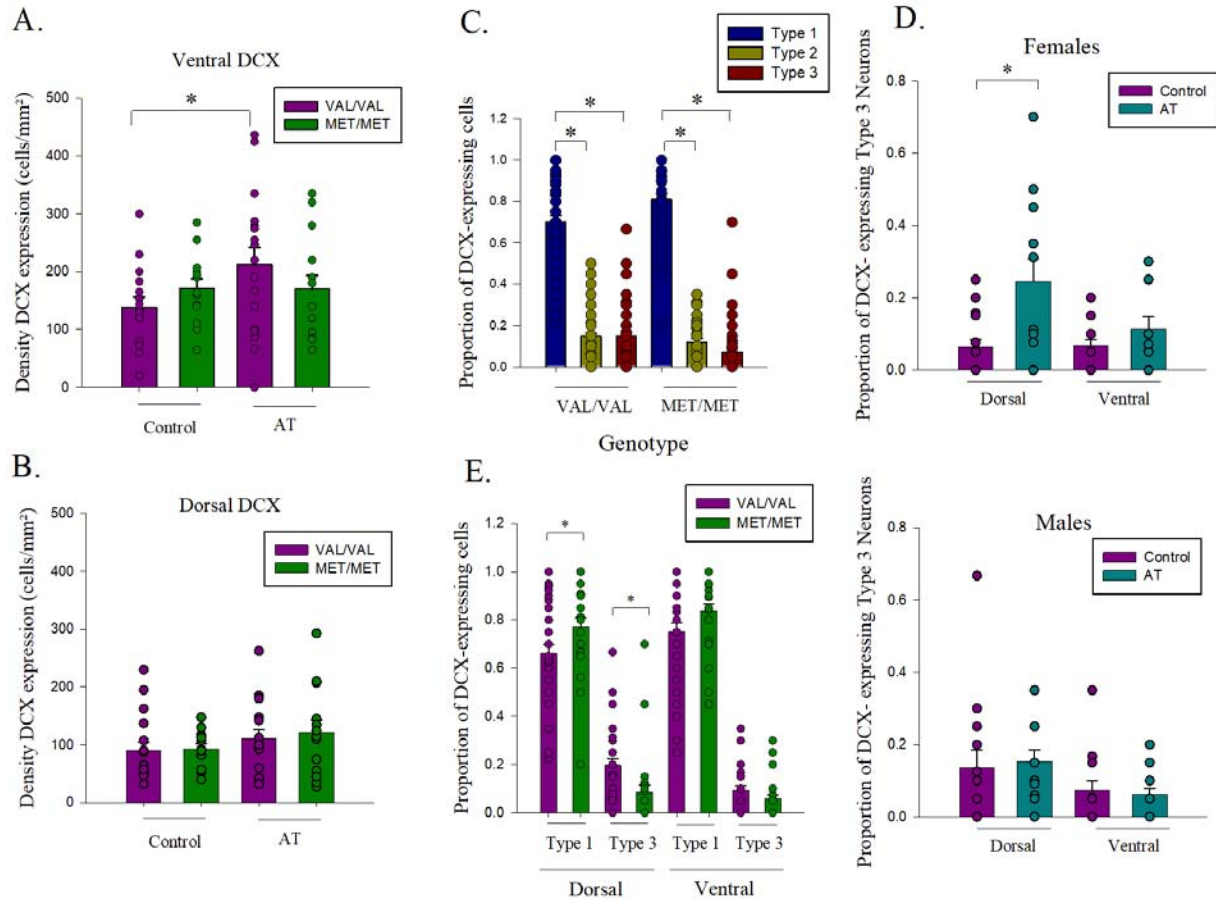 A.
Ventral DCX
Density DCX expression (cells/mm²)
500
400
300
200
100
0
VAL/VAL
MET/MET
*
Control
AT
B.
Dorsal DCX
Density DCX expression (cells/mm²)
500
400
300
200
100
0
VAL/VAL
MET/MET
Control
AT
C.
Type 1
Type 2
Type 3
Proportion of DCX-expressing cells
1.2
1.0
0.8
0.6
0.4
0.2
0.0
*
*
*
*
VAL/VAL
MET/MET
Genotype
E.
VAL/VAL
MET/MET
Proportion of DCX-expressing cells
1.2
1.0
0.8
0.6
0.4
0.2
0.0
*
*
Type 1
Type 3
Type 1
Type 3
Dorsal
Ventral
D.
Females
Proportion of DCX- expressing Type 3 Neurons
0.8
0.6
0.4
0.2
0.0
*
Control
AT
Dorsal
Ventral
Males
Proportion of DCX- expressing Type 3 Neurons
0.8
0.6
0.4
0.2
0.0
Control
AT
Dorsal
Ventral